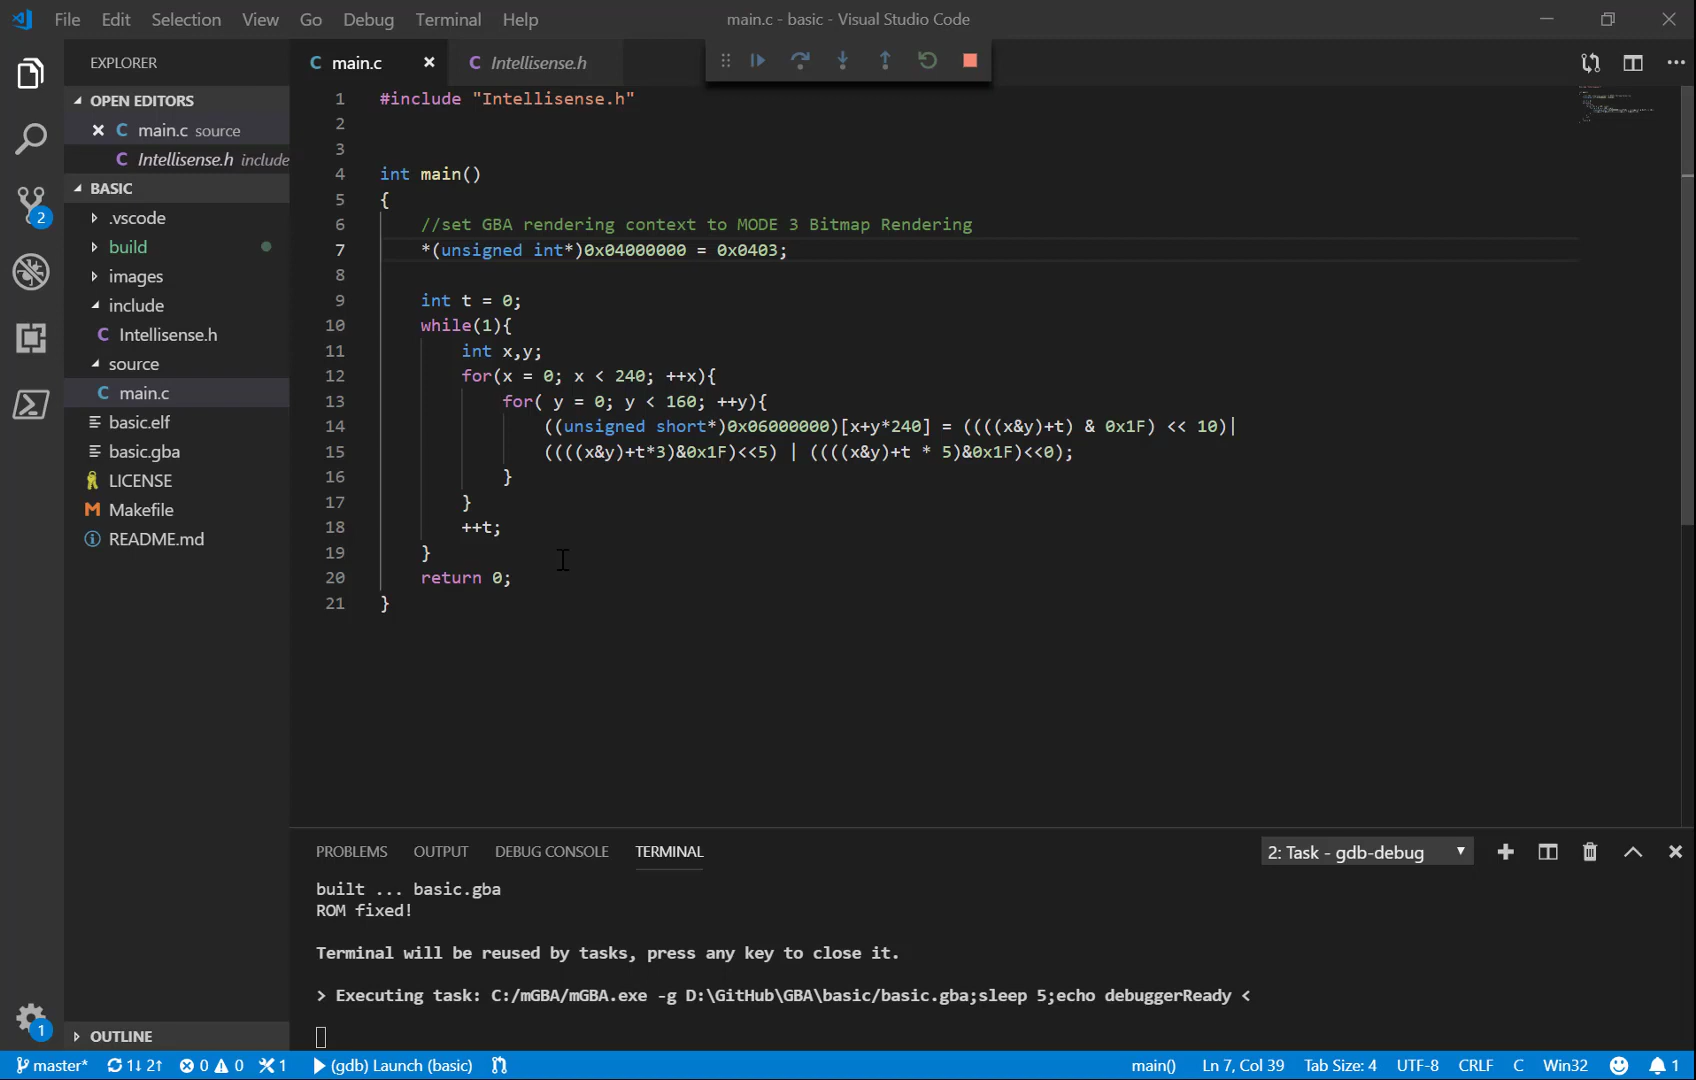 File Edit Selection View Go Debug Terminal Help
main.c - basic - Visual Studio Code
EXPLORER
OPEN EDITORS
main.c source
Intellisense.h include
BASIC
.vscode
build
images
include
Intellisense.h
source
main.c
basic.elf
basic.gba
LICENSE
Makefile
README.md
OUTLINE
2
1
main.c
Intellisense.h
1 #include "Intellisense.h"
2
3
4 int main()
5 {
6 //set GBA rendering context to MODE 3 Bitmap Rendering
7 *(unsigned int*)0x04000000 = 0x0403;
8
9 int t = 0;
10 while(1){
11 int x,y;
12 for(x = 0; x < 240; ++x){
13 for( y = 0; y < 160; ++y){
14 ((unsigned short*)0x06000000)[x+y*240] = ((((x&y)+t) & 0x1F) << 10)|
15 ((((x&y)+t*3)&0x1F)<<5) | ((((x&y)+t * 5)&0x1F)<<0);
16 }
17 }
18 ++t;
19 }
20 return 0;
21 }
PROBLEMS OUTPUT DEBUG CONSOLE TERMINAL
2: Task - gdb-debug
built ... basic.gba
ROM fixed!
Terminal will be reused by tasks, press any key to close it.
> Executing task: C:/mGBA/mGBA.exe -g D:\GitHub\GBA\basic/basic.gba;sleep 5;echo debuggerReady <
master* 1↓ 2↑ 0 0 1 (gdb) Launch (basic) main() Ln 7, Col 39 Tab Size: 4 UTF-8 CRLF C Win32 1